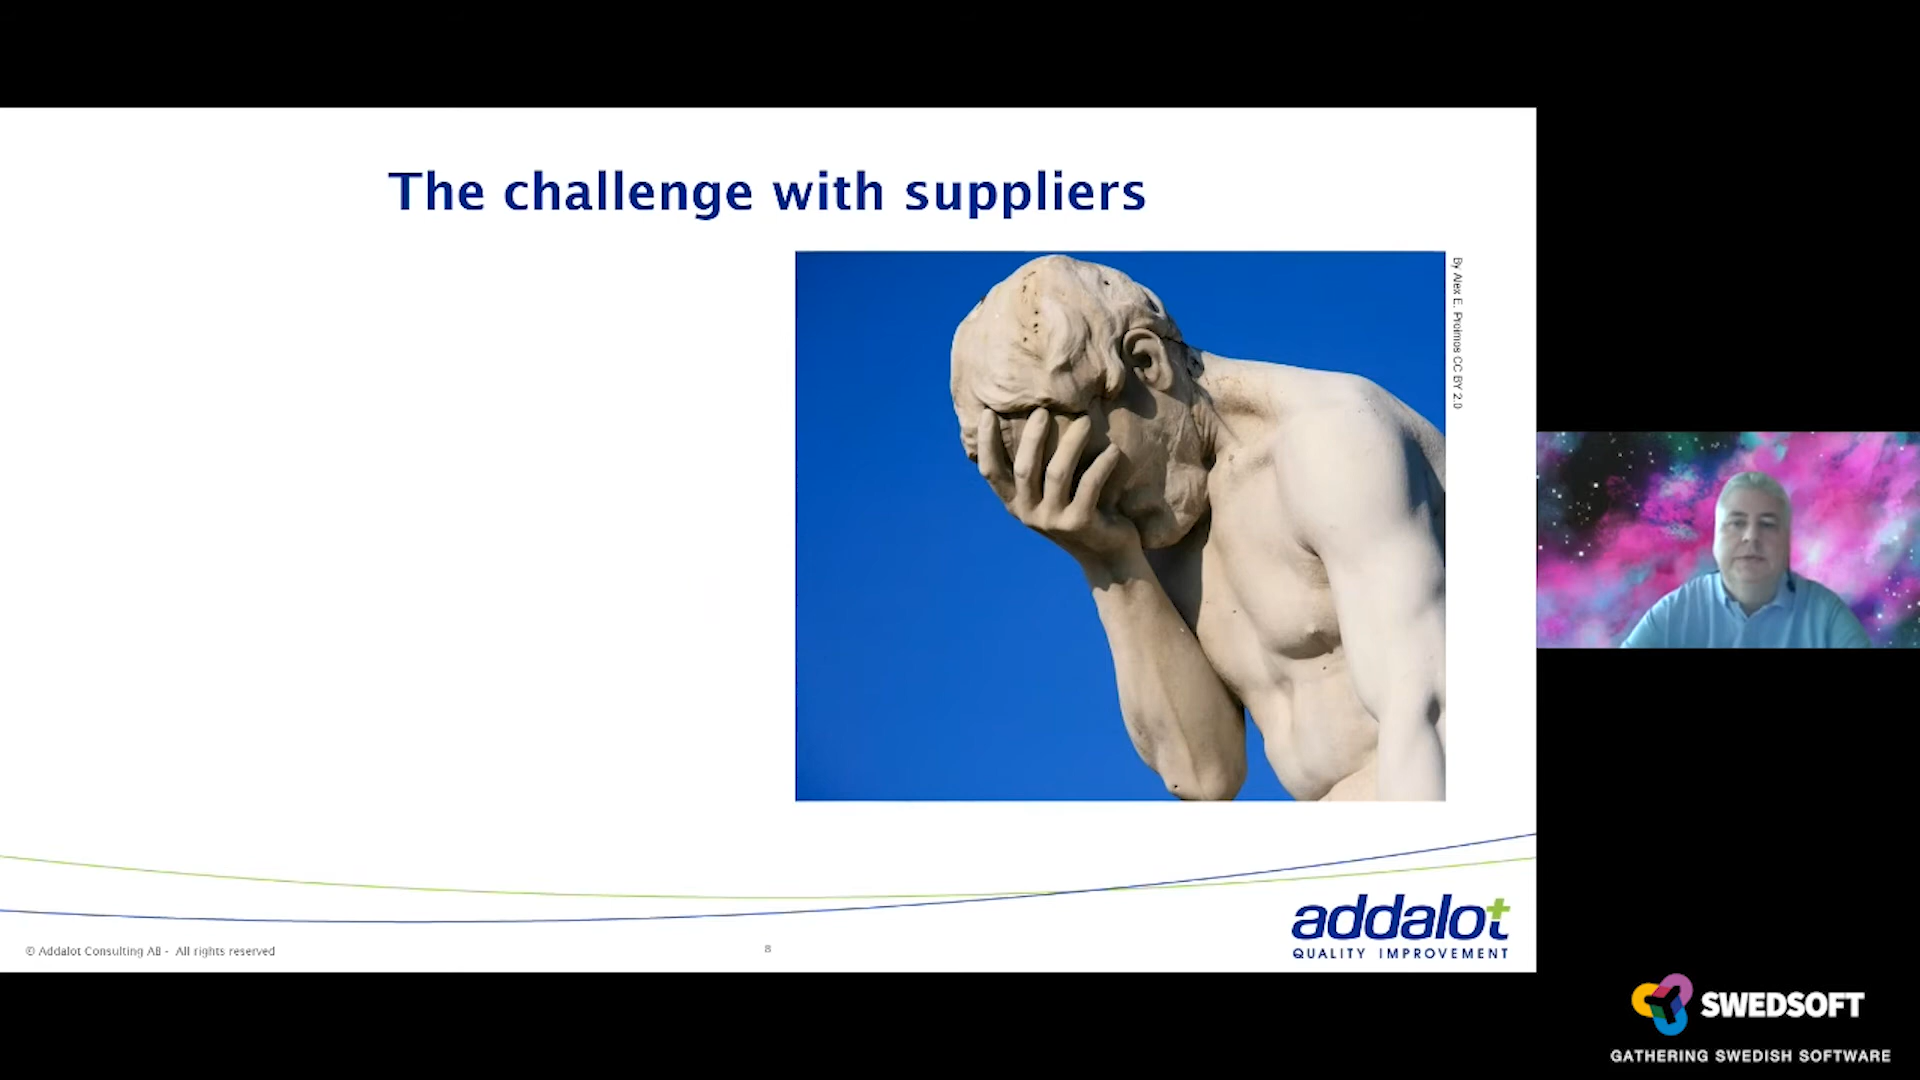 The challenge with suppliers
By Alex E. Proimos CC BY 2.0
addalot
QUALITY IMPROVEMENT
© Addalot Consulting AB - All rights reserved
8
SWEDSOFT
GATHERING SWEDISH SOFTWARE